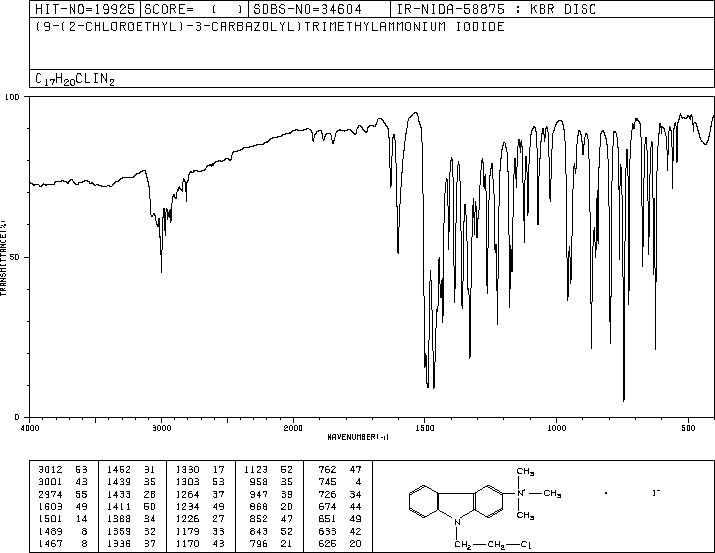 HIT-NO=19925 SCORE= ( ) SDBS-NO=34604 IR-NIDA-58875 : KBR DISC
(9-(2-CHLOROETHYL)-3-CARBAZOLYL)TRIMETHYLAMMONIUM IODIDE
C17H20CLIN2
100
TRANSMITTANCE(%)
50
0
4000 3000 2000 1500 1000 500
WAVENUMBER(-1)
3012 63 1462 31 1330 17 1123 52 762 47
3001 43 1439 35 1303 53 958 35 745 4
2974 55 1433 28 1264 37 947 39 726 34
1603 49 1411 50 1234 49 868 20 674 44
1501 14 1388 34 1226 27 852 47 651 49
1489 8 1359 32 1179 33 843 52 633 42
1467 8 1336 37 1170 43 796 21 626 20
CH3
N+ CH3 · I-
CH3
N
CH2 CH2 Cl